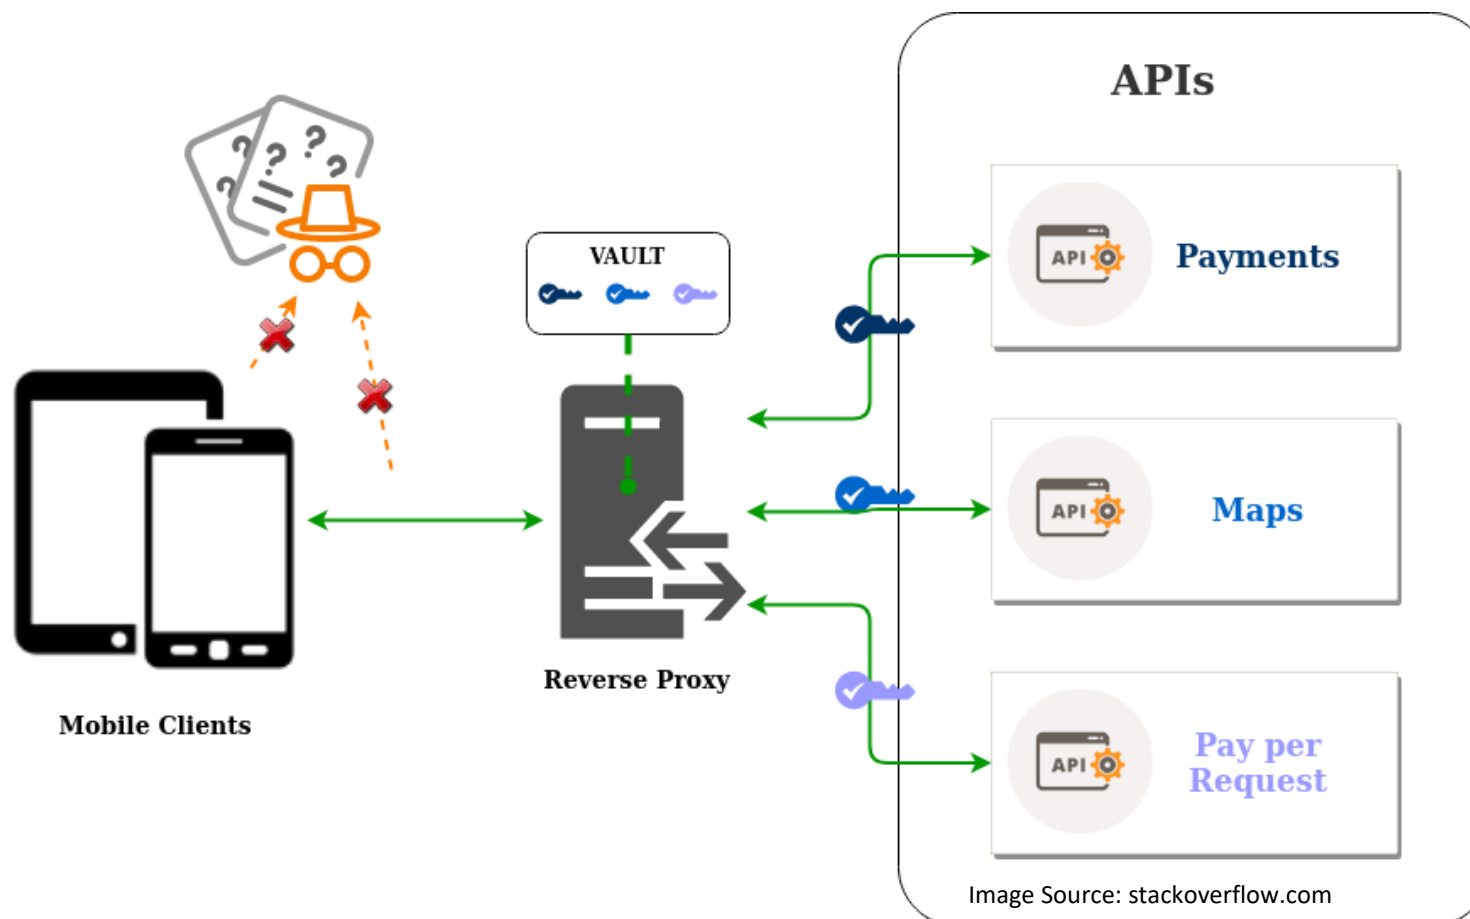 APIs
VAULT
API
Payments
API
Maps
API
Pay per
Request
Reverse Proxy
Mobile Clients
Image Source: stackoverflow.com
? ? ? ? ?